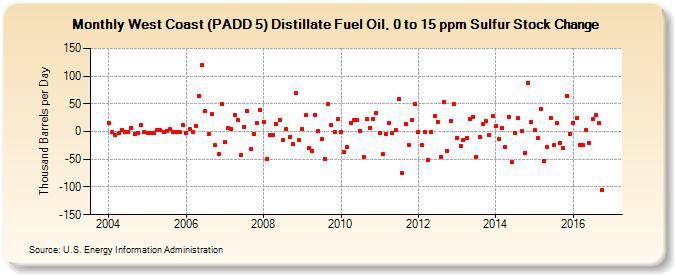 Monthly West Coast (PADD 5) Distillate Fuel Oil, 0 to 15 ppm Sulfur Stock Change
Thousand Barrels per Day
150
100
50
0
-50
-100
-150
2004 2006 2008 2010 2012 2014 2016
Source: U.S. Energy Information Administration